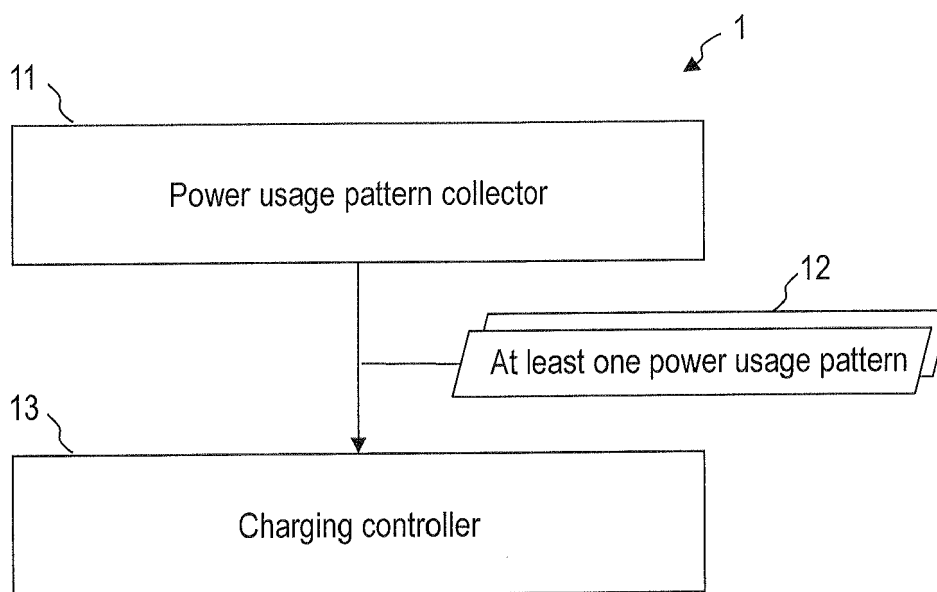 1
11
Power usage pattern collector
12
At least one power usage pattern
13
Charging controller